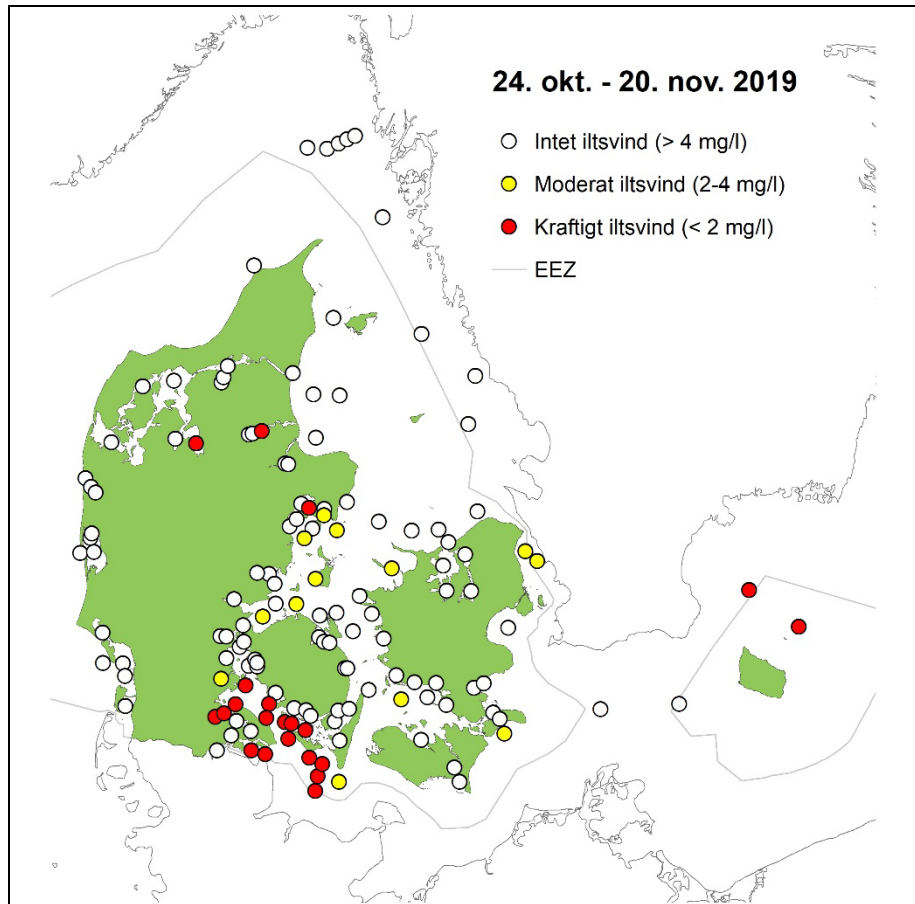 24. okt. - 20. nov. 2019
Intet iltsvind (> 4 mg/l)
Moderat iltsvind (2-4 mg/l)
Kraftigt iltsvind (< 2 mg/l)
EEZ